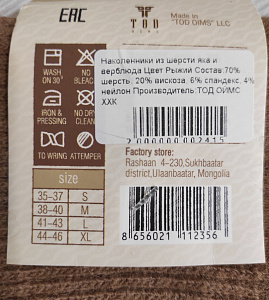 EAC
TOD
Made in
"TOD OIMS" LLC
WASH
ON 30°
NO
BLEAC
IRON &
PRESSING
NO DRY
CLEAN
TO WRING
ATTEMPER
Наколенники из шерсти яка и
верблюда Цвет Рыжий Состав:70%
шерсть, 20% вискоза, 6% спандекс, 4%
нейлон Производитель:ТОД ОЙМС
ХХК
2000000002415
Factory store:
Rashaan 4-230,Sukhbaatar
district,Ulaanbaatar, Mongolia
size
35-37 S
38-40 M
41-43 L
44-46 XL
8 656021 112356